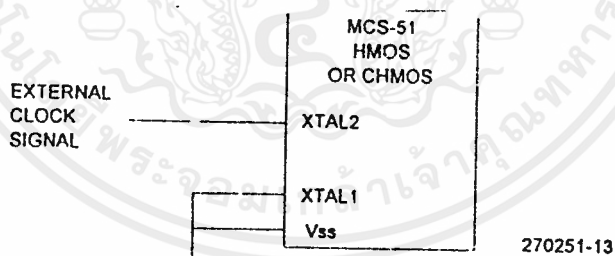 MCS-51
HMOS
OR CHMOS
EXTERNAL
CLOCK
SIGNAL
XTAL2
XTAL1
Vss
270251-13